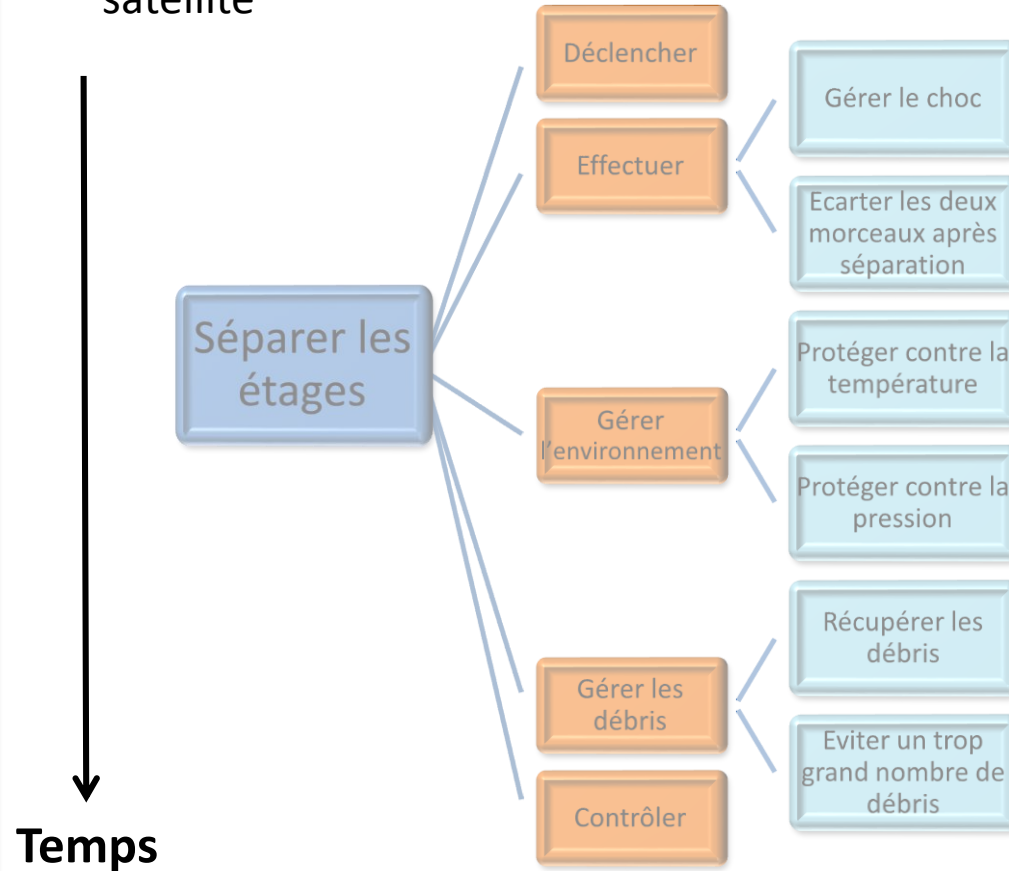 satellite
Déclencher
Effectuer
Gérer le choc
Ecarter les deux
morceaux après
séparation
Séparer les
étages
Gérer
l'environnement
Protéger contre la
température
Protéger contre la
pression
Gérer les
débris
Récupérer les
débris
Eviter un trop
grand nombre de
débris
Contrôler
Temps